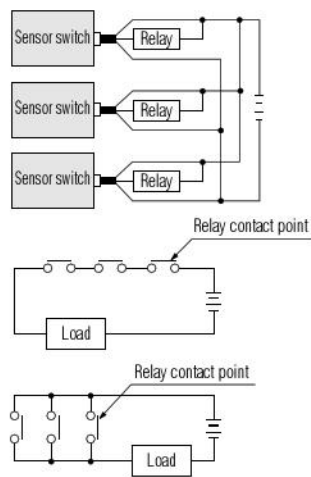 Sensor switch
Relay
Sensor switch
Relay
Sensor switch
Relay
Relay contact point
Load
Relay contact point
Load